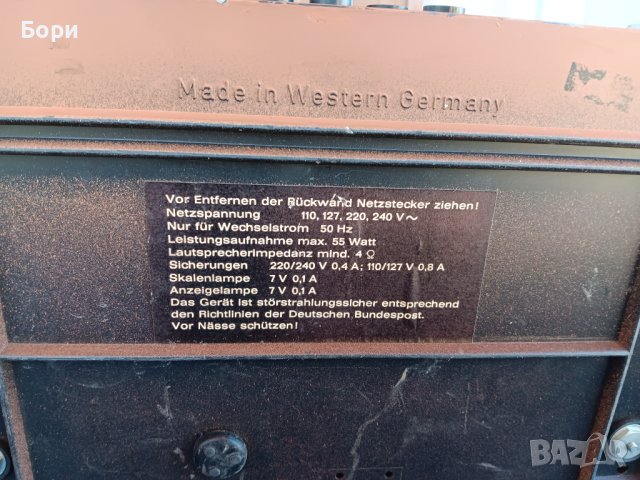 Бори
Made in Western Germany
Vor Entfernen der Rückwand Netzstecker ziehen!
Netzspannung 110, 127, 220, 240 V~
Nur für Wechselstrom 50 Hz
Leistungsaufnahme max. 55 Watt
Lautsprecherimpedanz mind. 4 Ω
Sicherungen 220/240 V 0,4 A; 110/127 V 0,8 A
Skalenlampe 7 V 0,1 A
Anzeigelampe 7 V 0,1 A
Das Gerät ist störstrahlungssicher entsprechend
den Richtlinien der Deutschen Bundespost.
Vor Nässe schützen!
BAZAR
bg